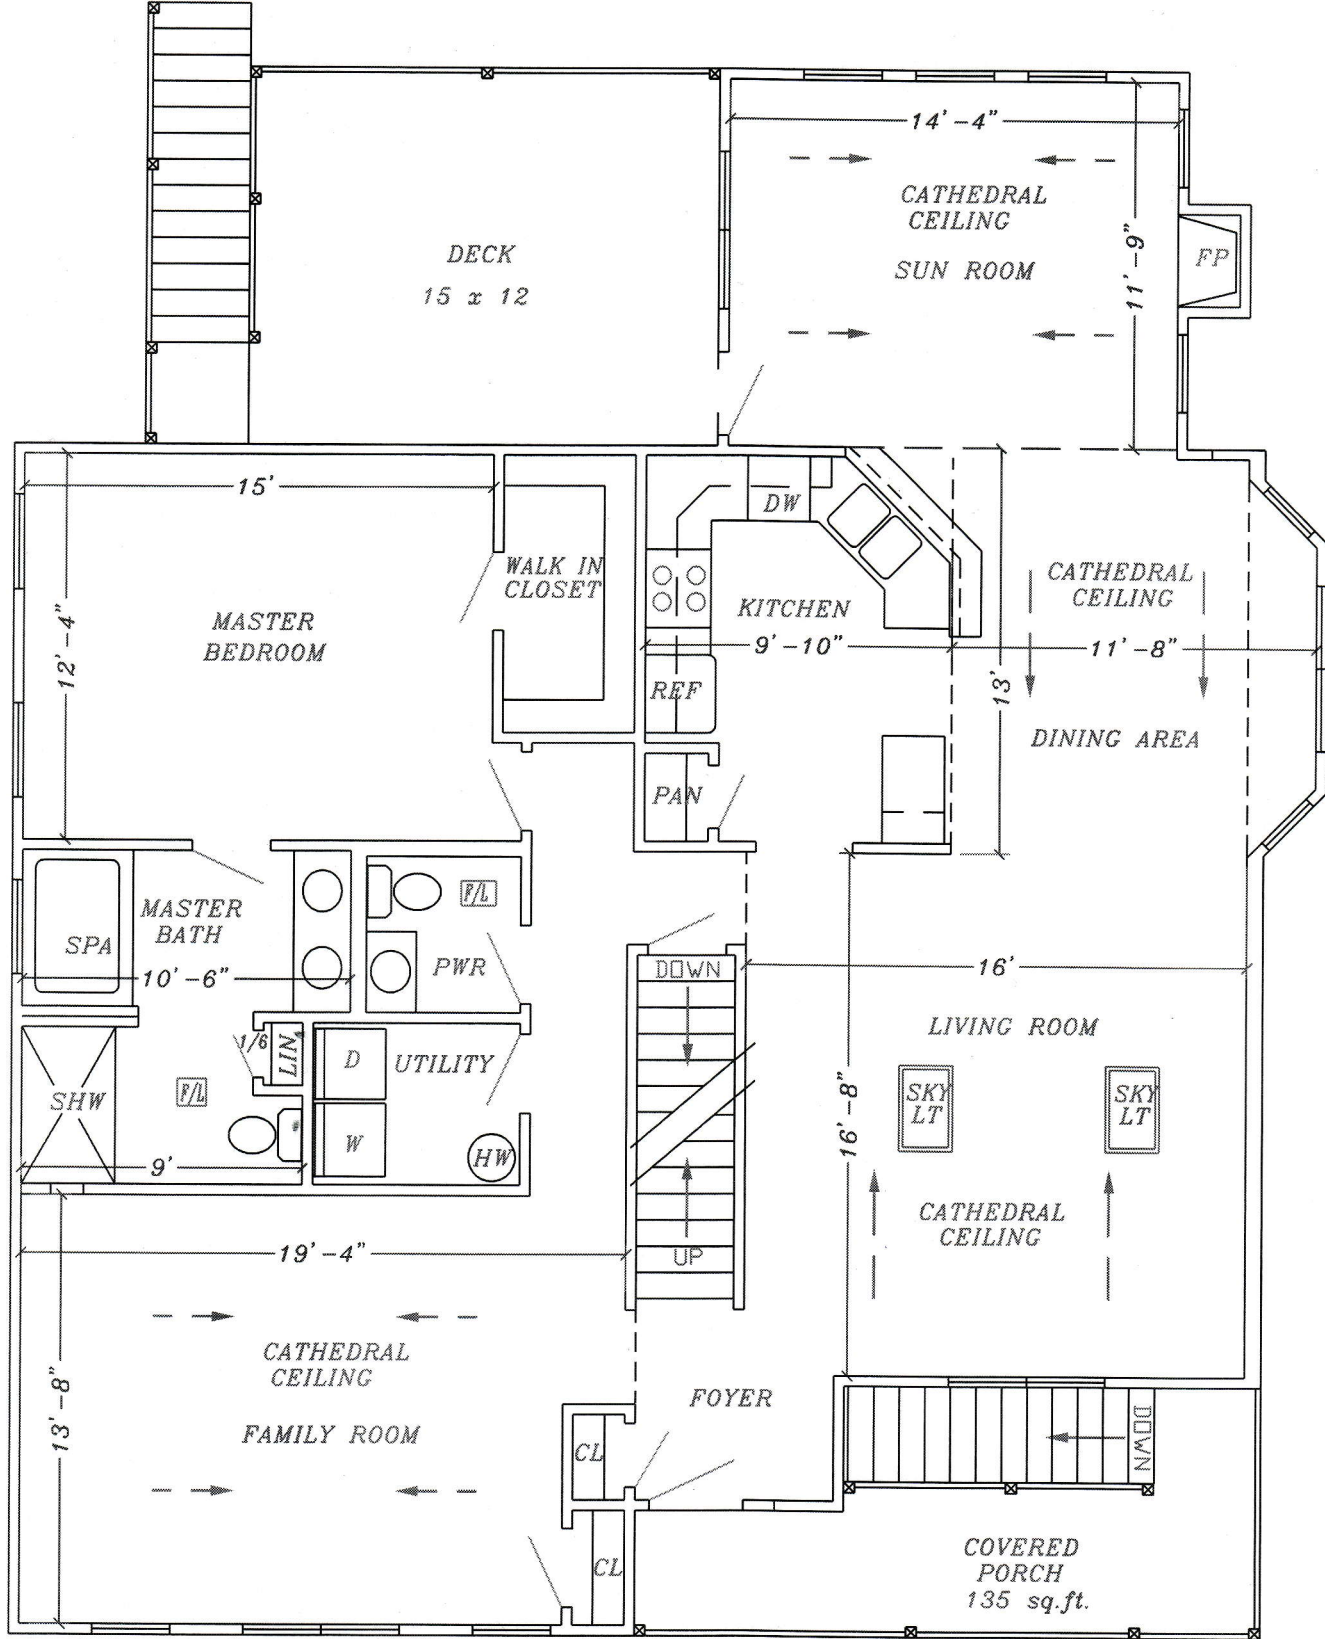 14'-4"
CATHEDRAL
CEILING
SUN ROOM
11'-9"
FP
DECK
15 x 12
15'
12'-4"
MASTER
BEDROOM
WALK IN
CLOSET
DW
KITCHEN
9'-10"
REF
PAN
CATHEDRAL
CEILING
11'-8"
13'
DINING AREA
MASTER
BATH
SPA
10'-6"
F/L
PWR
DOWN
16'
LIVING ROOM
1/6
LIN
D
UTILITY
SHW
F/L
W
HW
9'
SKY
LT
SKY
LT
16'-8"
CATHEDRAL
CEILING
UP
19'-4"
CATHEDRAL
CEILING
13'-8"
FAMILY ROOM
FOYER
CL
DOWN
CL
COVERED
PORCH
135 sq.ft.